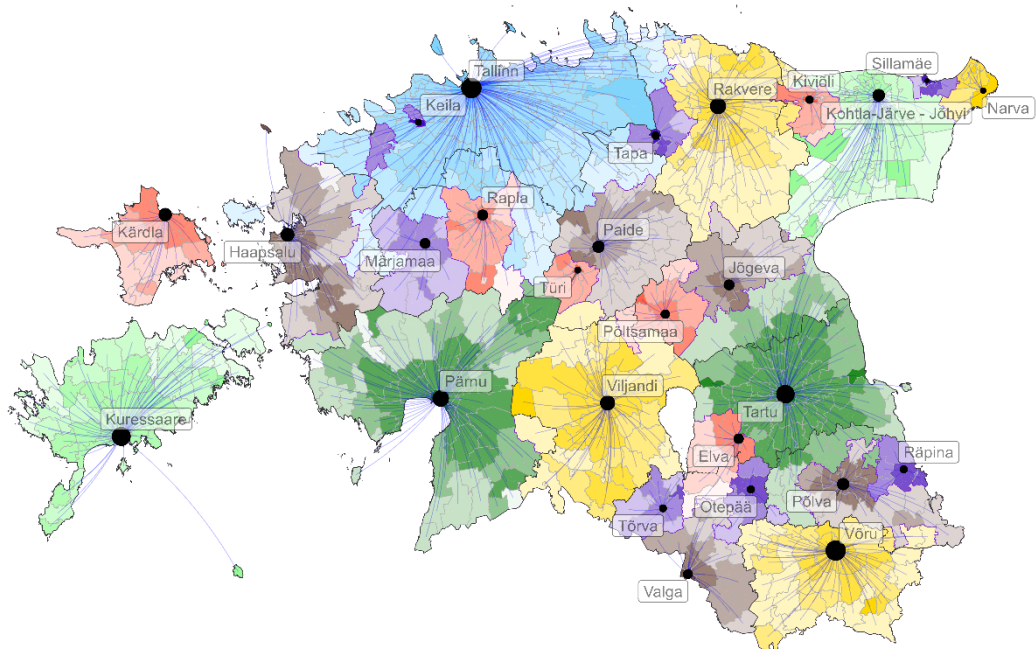 Tallinn
Sillamäe
Kiviõli
Rakvere
Keila
Kohtla-Järve - Jõhvi
Narva
Tapa
Rapla
Paide
Kärdla
Haapsalu
Märjamaa
Jõgeva
Türi
Põltsamaa
Pärnu
Viljandi
Tartu
Kuressaare
Elva
Räpina
Otepää
Põlva
Tõrva
Võru
Valga